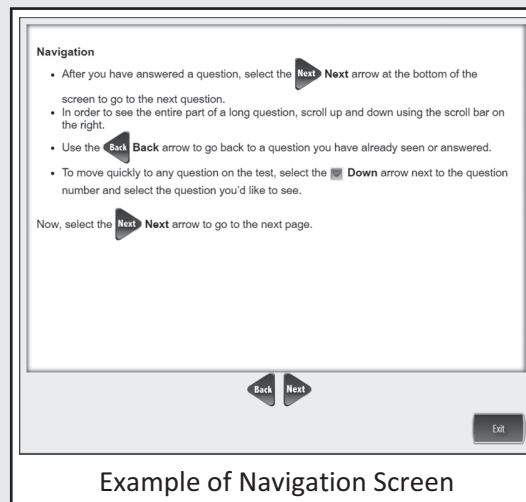 Navigation
• After you have answered a question, select the Next Next arrow at the bottom of the
screen to go to the next question.
• In order to see the entire part of a long question, scroll up and down using the scroll bar on
the right.
• Use the Back Back arrow to go back to a question you have already seen or answered.
• To move quickly to any question on the test, select the Down arrow next to the question
number and select the question you'd like to see.
Now, select the Next Next arrow to go to the next page.
Back Next
Exit
Example of Navigation Screen